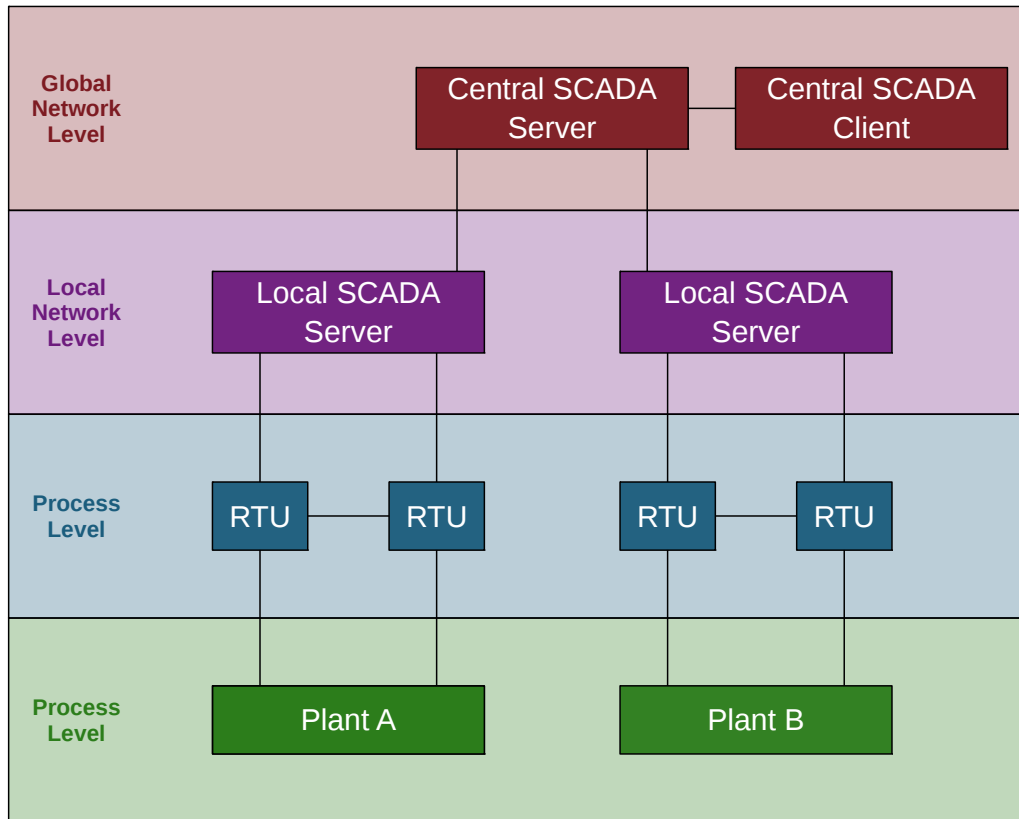 Global
Network
Level
Central SCADA
Server
Central SCADA
Client
Local
Network
Level
Local SCADA
Server
Local SCADA
Server
Process
Level
RTU
RTU
RTU
RTU
Process
Level
Plant A
Plant B